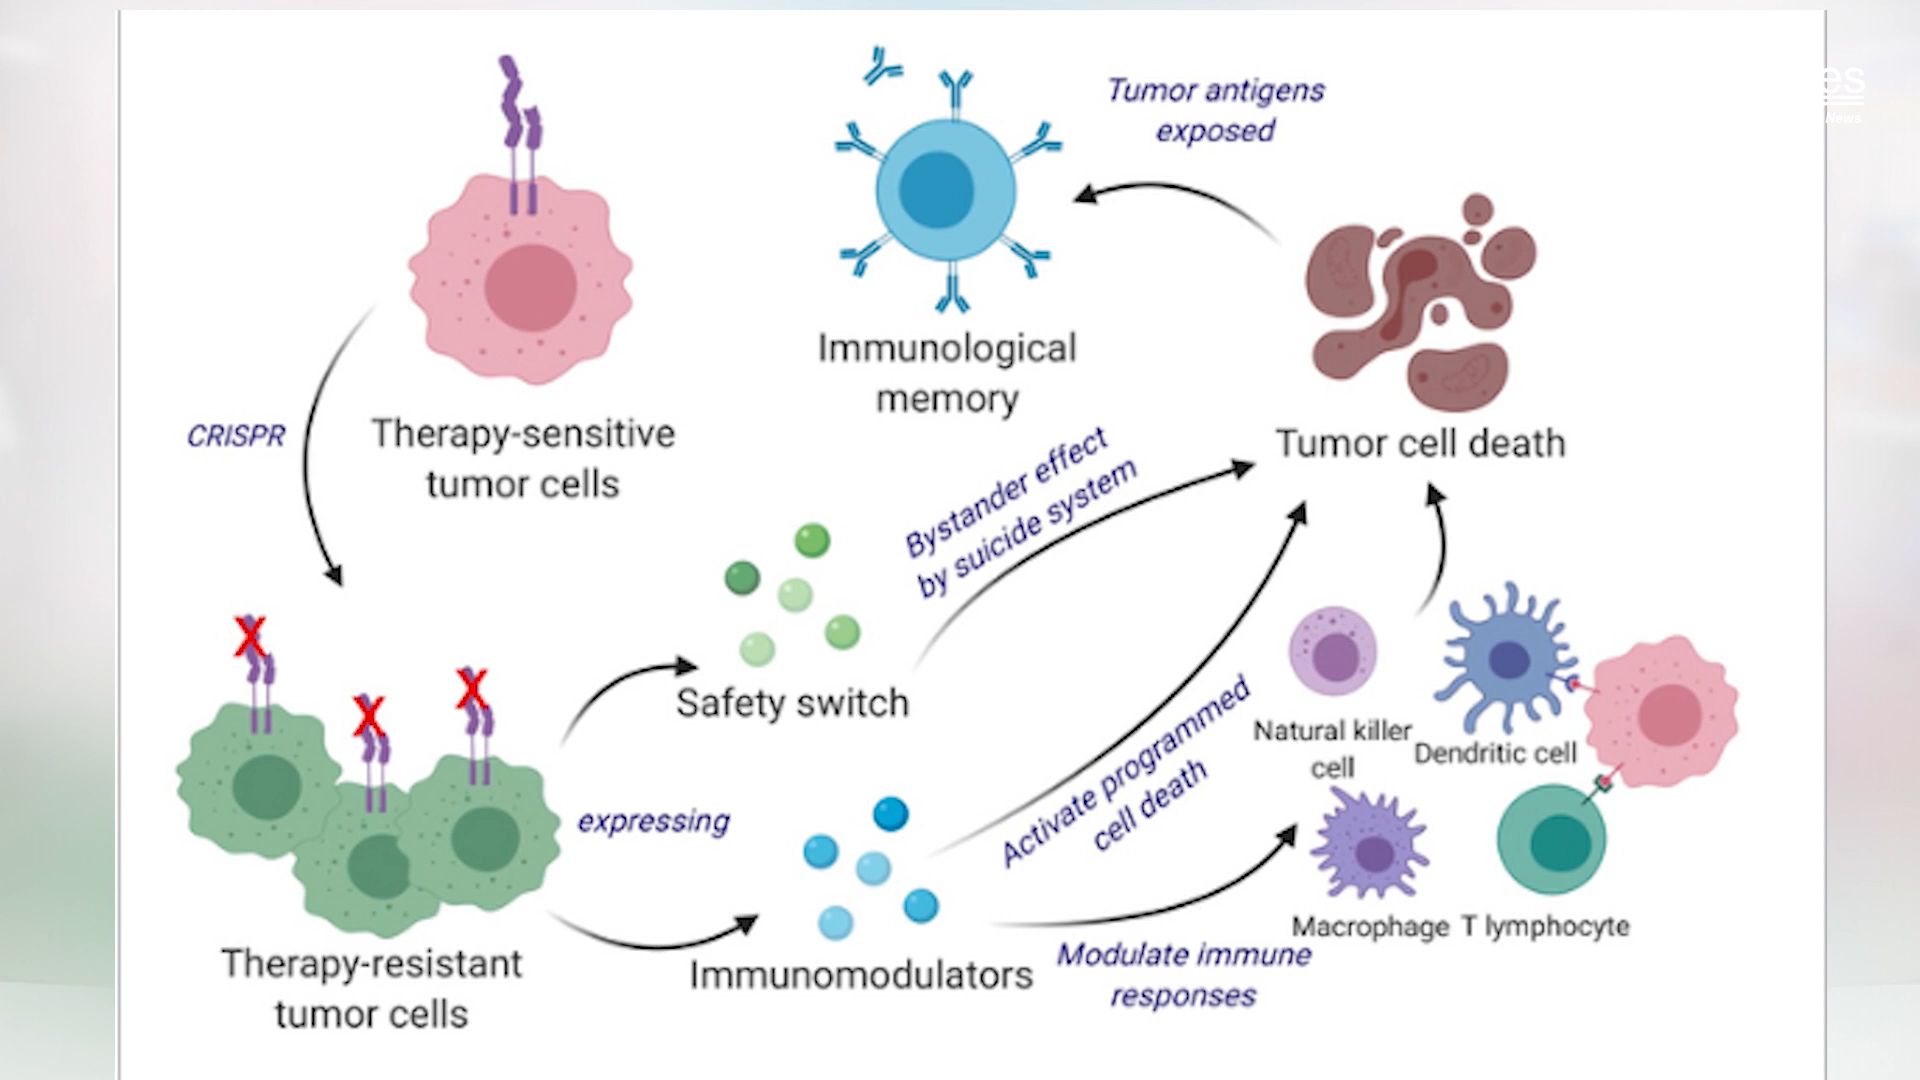 es
News
Tumor antigens
exposed
Immunological
memory
CRISPR
Therapy-sensitive
tumor cells
Tumor cell death
Bystander effect
by suicide system
Safety switch
Natural killer
cell
Dendritic cell
expressing
Activate programmed
cell death
Macrophage
T lymphocyte
Therapy-resistant
tumor cells
Immunomodulators
Modulate immune
responses